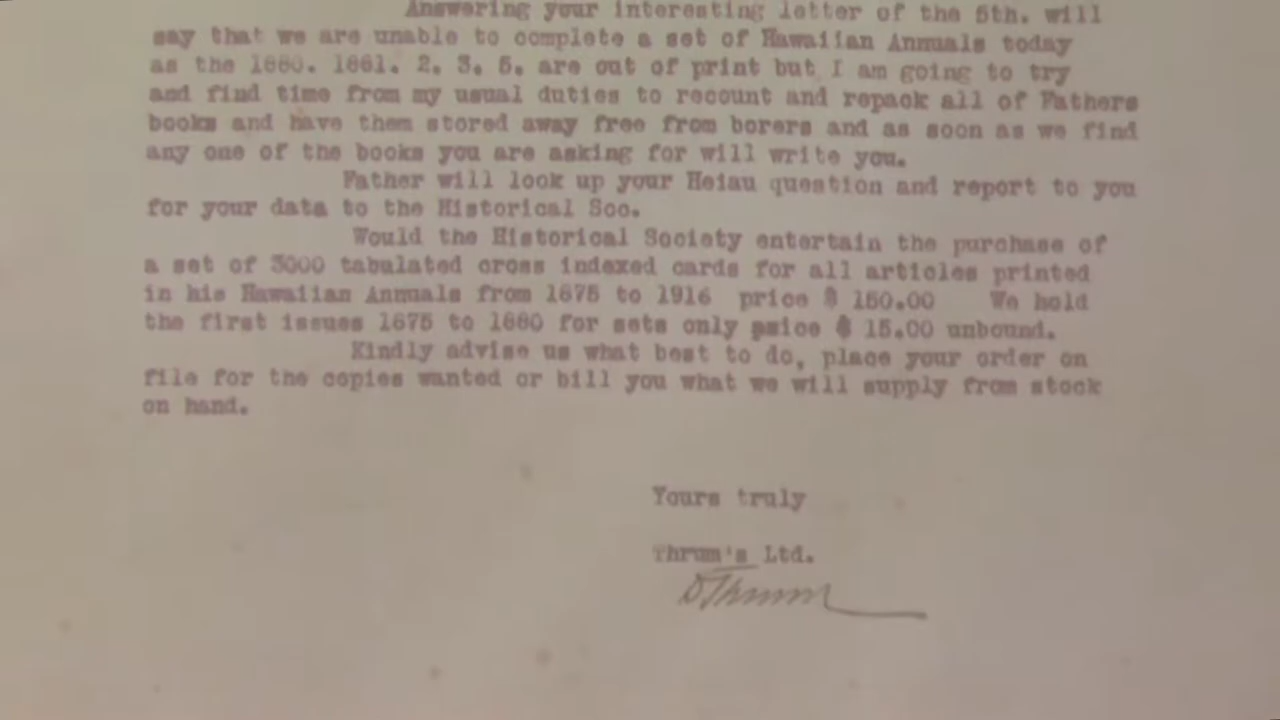 Answering your interesting letter of the 5th. will
say that we are unable to complete a set of Hawaiian Annuals today
as the 1880. 1881. 2. 3. 5. are out of print but I am going to try
and find time from my usual duties to recount and repack all of Fathers
books and have them stored away free from borers and as soon as we find
any one of the books you are asking for will write you.
Father will look up your Heiau question and report to you
for your data to the Historical Soc.
Would the Historical Society entertain the purchase of
a set of 3000 tabulated cross indexed cards for all articles printed
in his Hawaiian Annuals from 1875 to 1916 price $ 150.00 We hold
the first issues 1875 to 1880 for sets only price $ 15.00 unbound.
Kindly advise us what best to do, place your order on
file for the copies wanted or bill you what we will supply from stock
on hand.
Yours truly
Thrum's Ltd.
DThrum